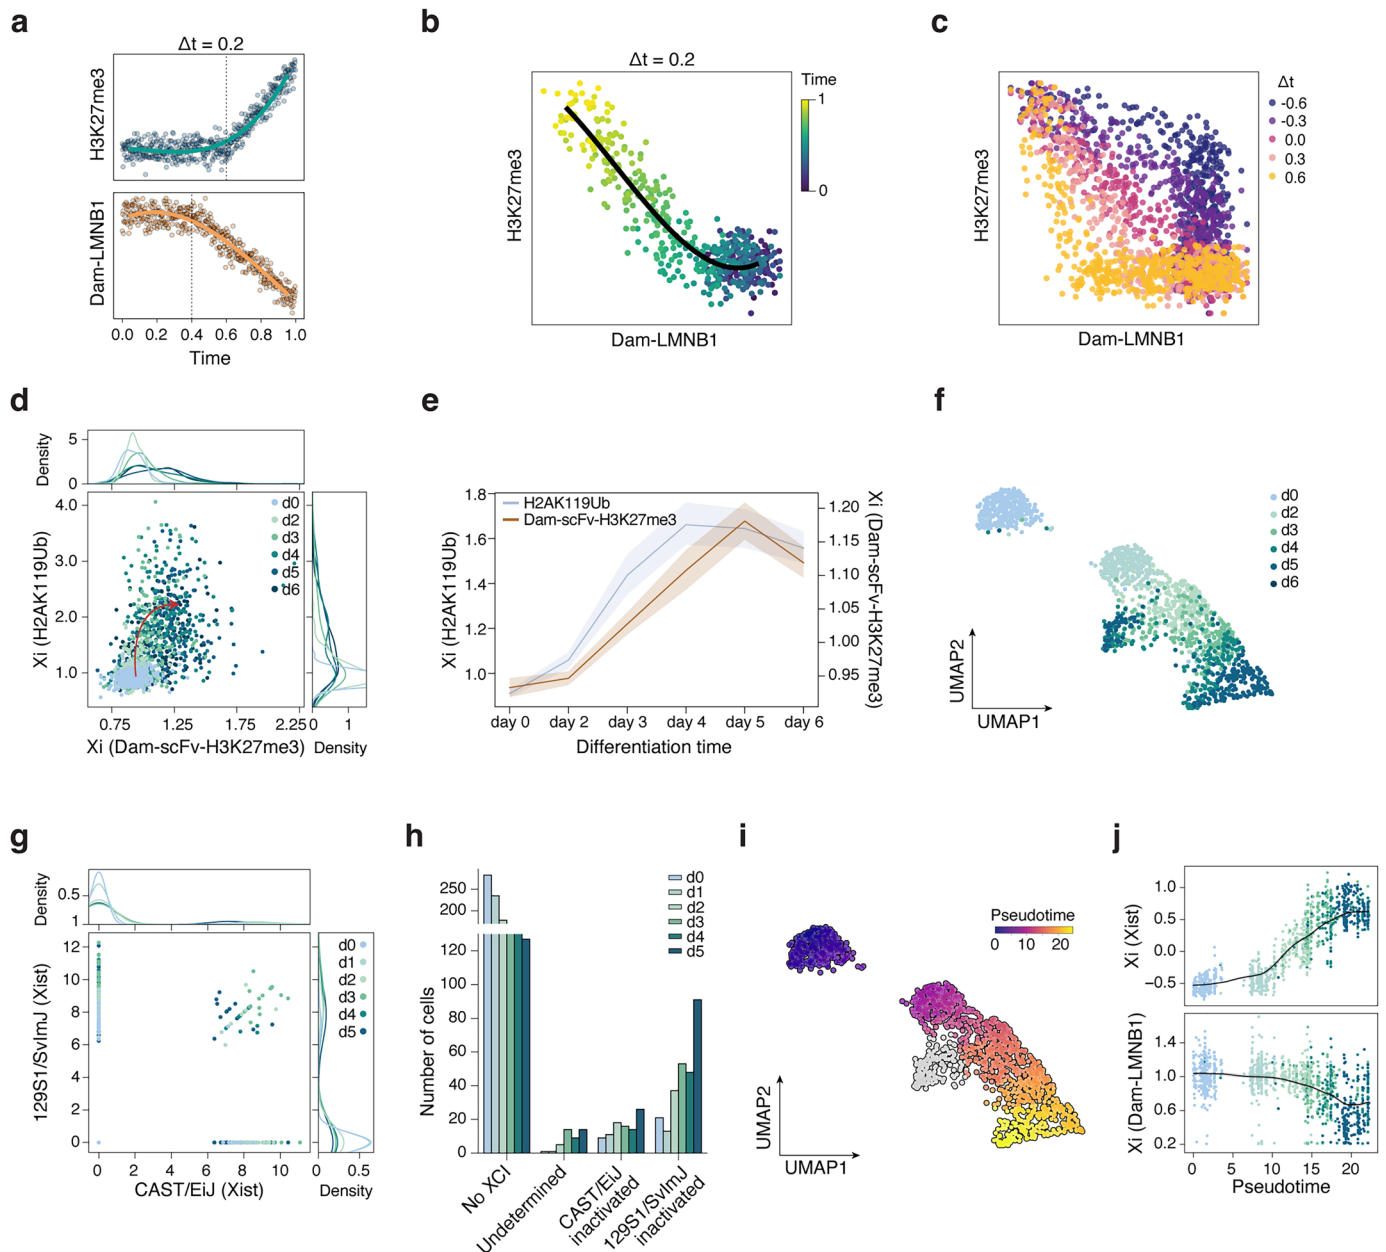 a
Δt = 0.2
H3K27me3
Dam-LMNB1
0.0 0.2 0.4 0.6 0.8 1.0
Time
b
Δt = 0.2
H3K27me3
Dam-LMNB1
Time
1
0
c
H3K27me3
Dam-LMNB1
Δt
-0.6
-0.3
0.0
0.3
0.6
d
Density
5
0
Xi (H2AK119Ub)
4.0
3.0
2.0
1.0
d0
d2
d3
d4
d5
d6
0.75 1.25 1.75 2.25
Xi (Dam-scFv-H3K27me3)
0 1
Density
e
Xi (H2AK119Ub)
1.8
1.6
1.4
1.2
1.0
H2AK119Ub
Dam-scFv-H3K27me3
1.20
1.15
1.10
1.05
1.00
0.95
Xi (Dam-scFv-H3K27me3)
day 0 day 2 day 3 day 4 day 5 day 6
Differentiation time
f
d0
d2
d3
d4
d5
d6
UMAP2
UMAP1
g
Density
0.5
1
129S1/SvImJ (Xist)
12
10
8
6
4
2
0
d0
d1
d2
d3
d4
d5
0 2 4 6 8 10
CAST/EiJ (Xist)
0 0.5
Density
h
Number of cells
250
200
120
100
80
60
40
20
0
d0
d1
d2
d3
d4
d5
No XCI
Undetermined
CAST/EiJ
inactivated
129S1/SvImJ
inactivated
i
Pseudotime
0 10 20
UMAP2
UMAP1
j
Xi (Xist)
1.0
0.5
0.0
−0.5
Xi (Dam-LMNB1)
1.4
1.0
0.6
0.2
0 5 10 15 20
Pseudotime